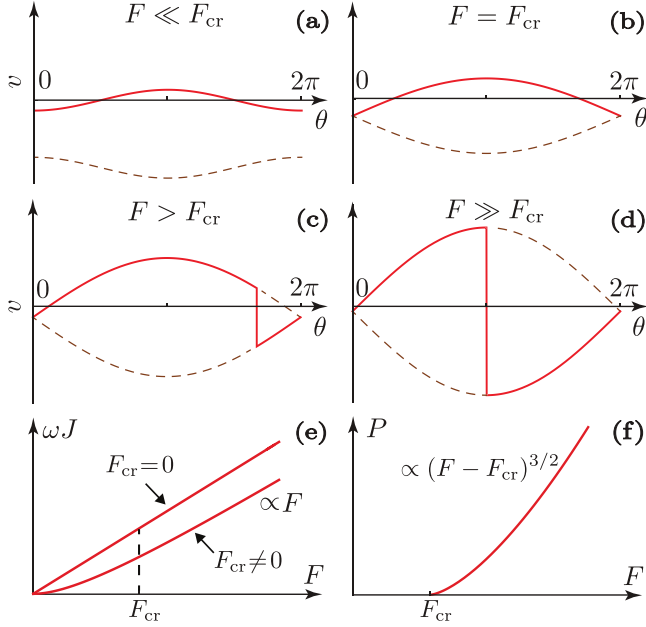 F ≪ F_cr (a)
v
0
2π
θ
F = F_cr (b)
0
2π
θ
F > F_cr (c)
v
0
2π
θ
F ≫ F_cr (d)
0
2π
θ
ωJ
(e)
F_cr=0
∝F
F_cr≠0
F
F_cr
P
(f)
∝ (F − F_cr)^{3/2}
F
F_cr